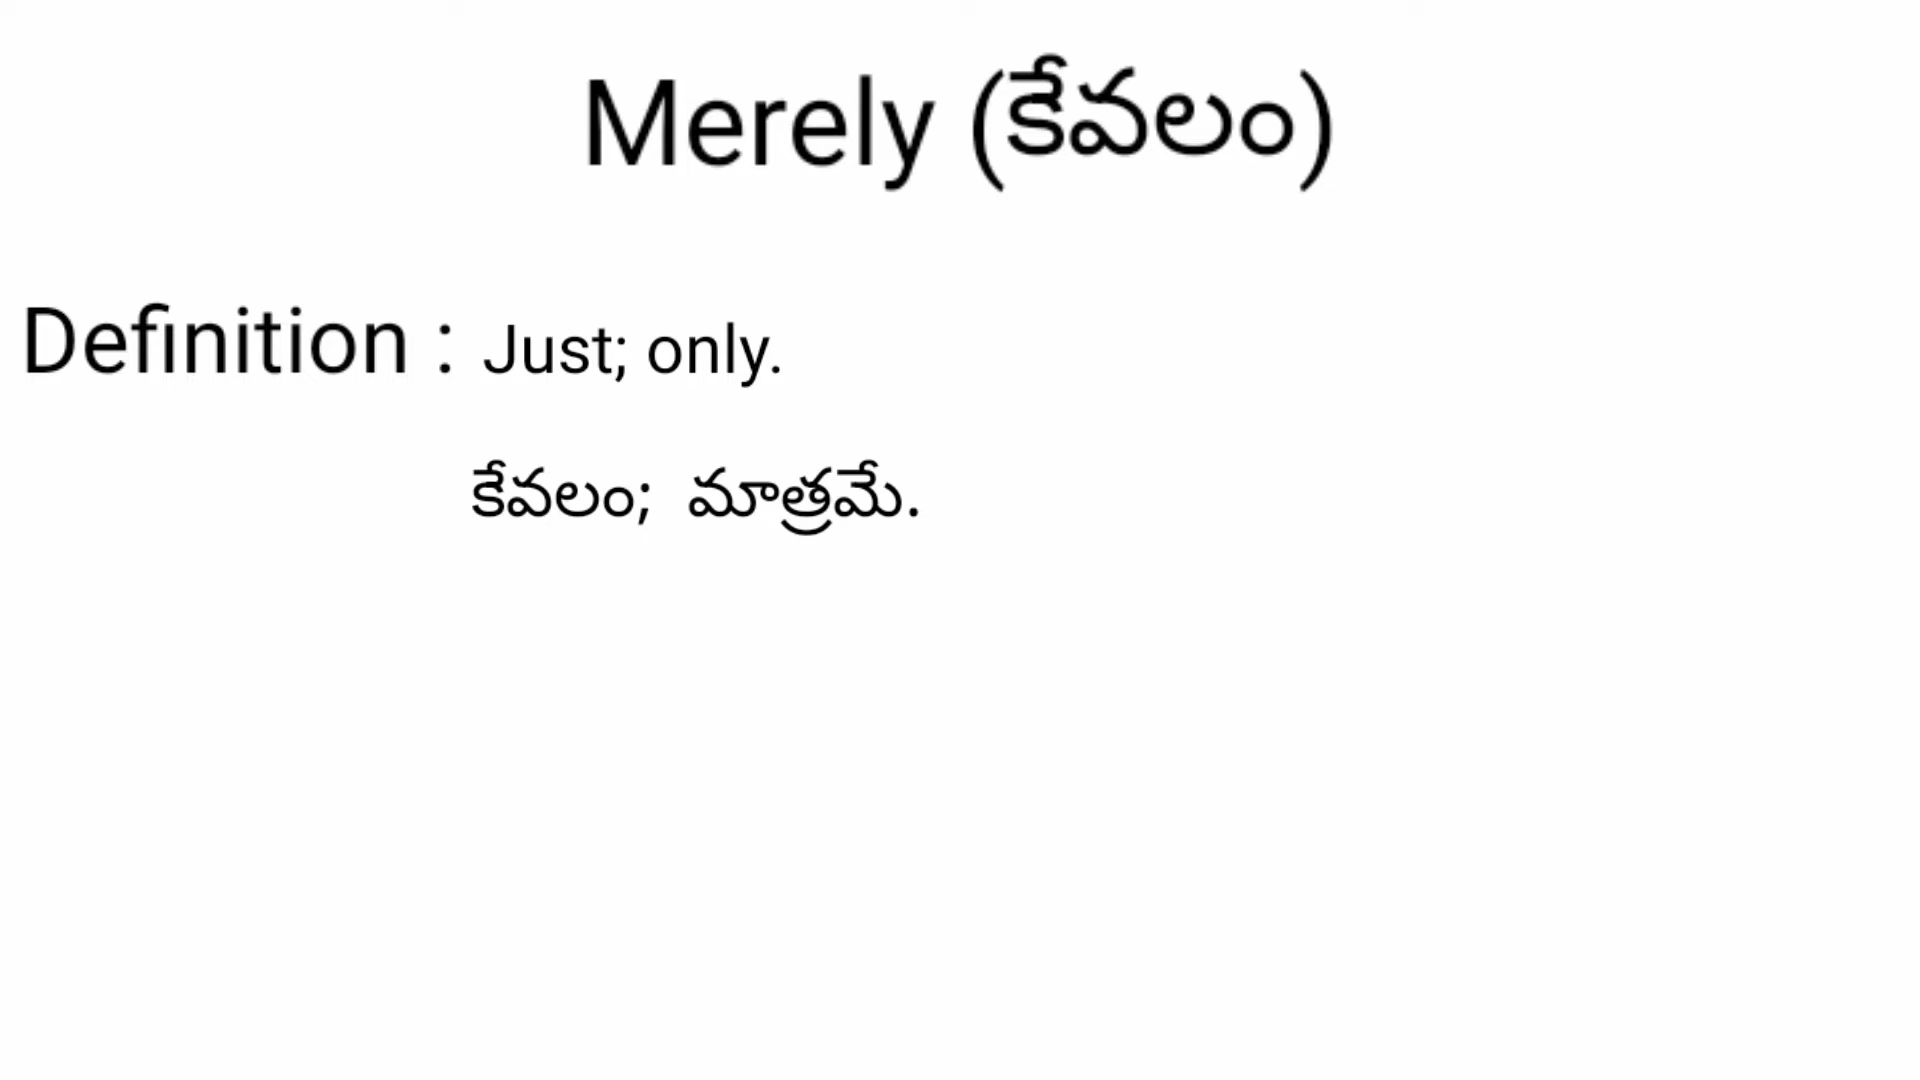 Merely (కేవలం)
Definition : Just; only.
కేవలం; మాత్రమే.